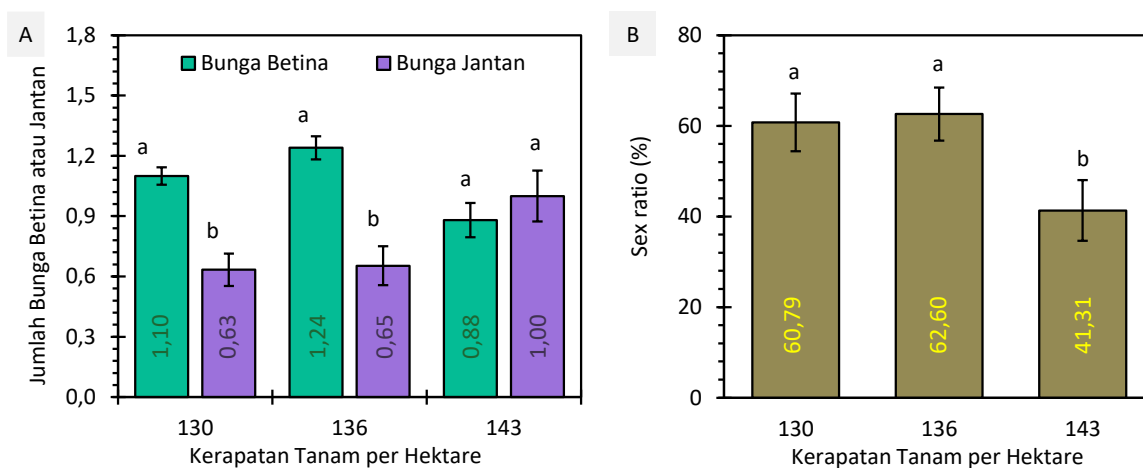 A
Jumlah Bunga Betina atau Jantan
1,8
1,5
1,2
0,9
0,6
0,3
0,0
Bunga Betina
Bunga Jantan
a
b
a
b
a
a
1,10
0,63
1,24
0,65
0,88
1,00
130
136
143
Kerapatan Tanam per Hektare
B
Sex ratio (%)
80
60
40
20
0
a
a
b
60,79
62,60
41,31
130
136
143
Kerapatan Tanam per Hektare